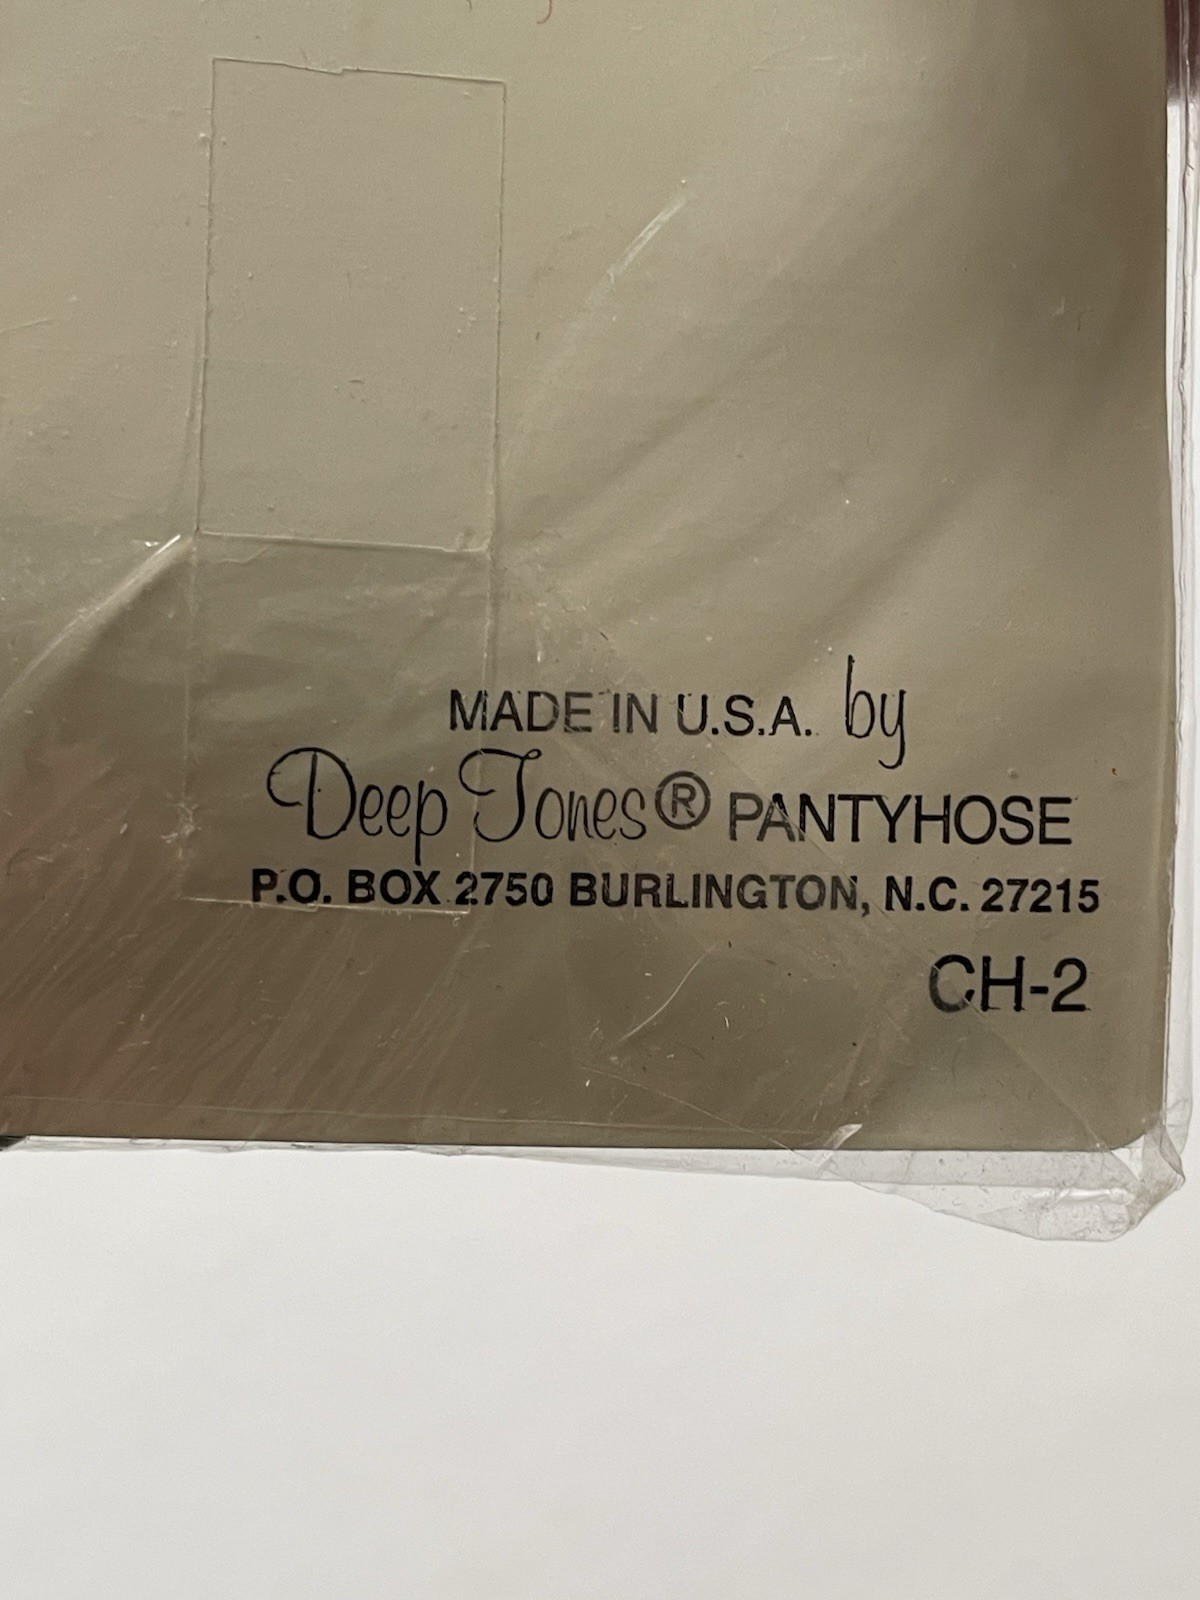 MADE IN U.S.A. by
Deep Tones® PANTYHOSE
P.O. BOX 2750 BURLINGTON, N.C. 27215
CH-2